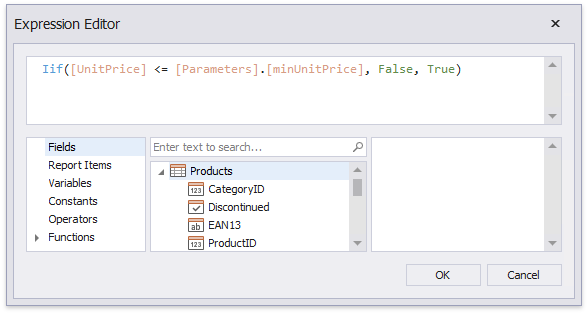 Expression Editor
Iif([UnitPrice] <= [Parameters].[minUnitPrice], False, True)
Fields
Report Items
Variables
Constants
Operators
Functions
Enter text to search...
Products
123 CategoryID
Discontinued
ab EAN13
123 ProductID
OK Cancel